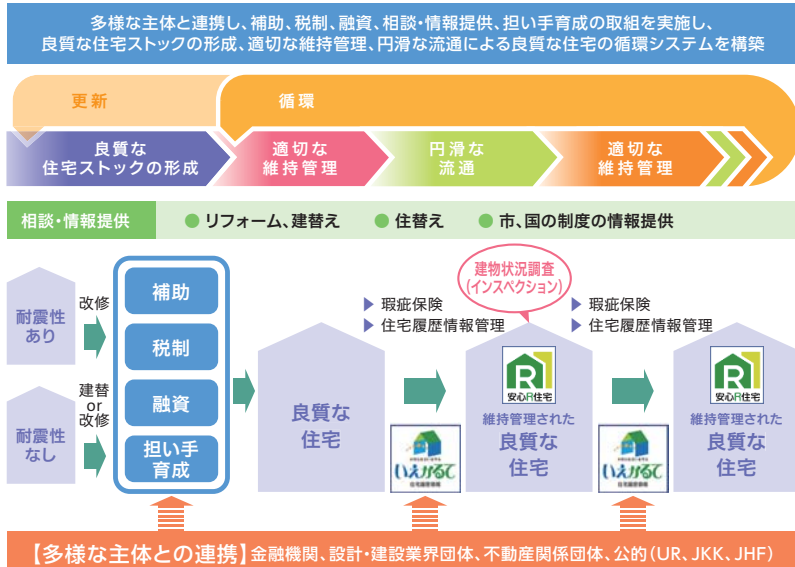 多様な主体と連携し、補助、税制、融資、相談・情報提供、担い手育成の取組を実施し、
良質な住宅ストックの形成、適切な維持管理、円滑な流通による良質な住宅の循環システムを構築
更新
循環
良質な
住宅ストックの形成
適切な
維持管理
円滑な
流通
適切な
維持管理
相談・情報提供
● リフォーム、建替え
● 住替え
● 市、国の制度の情報提供
耐震性
あり
改修
耐震性
なし
建替
or
改修
補助
税制
融資
担い手
育成
良質な
住宅
瑕疵保険
住宅履歴情報管理
いえかるて
住宅履歴情報
建物状況調査
(インスペクション)
R
安心R住宅
維持管理された
良質な
住宅
瑕疵保険
住宅履歴情報管理
いえかるて
住宅履歴情報
R
安心R住宅
維持管理された
良質な
住宅
【多様な主体との連携】金融機関、設計・建設業界団体、不動産関係団体、公的(UR、JKK、JHF)